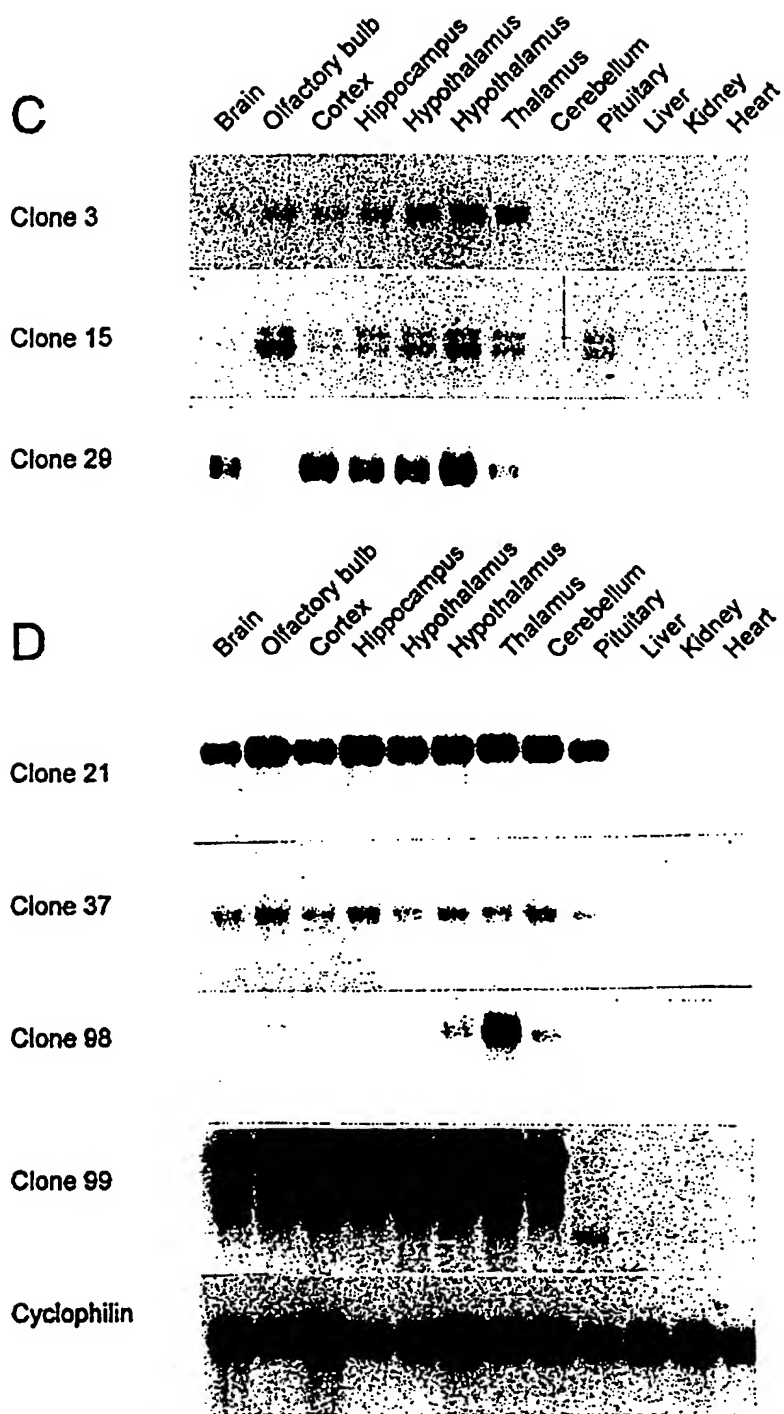 C
Brain Olfactory bulb Cortex Hippocampus Hypothalamus Hypothalamus Thalamus Cerebellum Pituitary Liver Kidney Heart
Clone 3
Clone 15
Clone 29
D
Brain Olfactory bulb Cortex Hippocampus Hypothalamus Hypothalamus Thalamus Cerebellum Pituitary Liver Kidney Heart
Clone 21
Clone 37
Clone 98
Clone 99
Cyclophilin